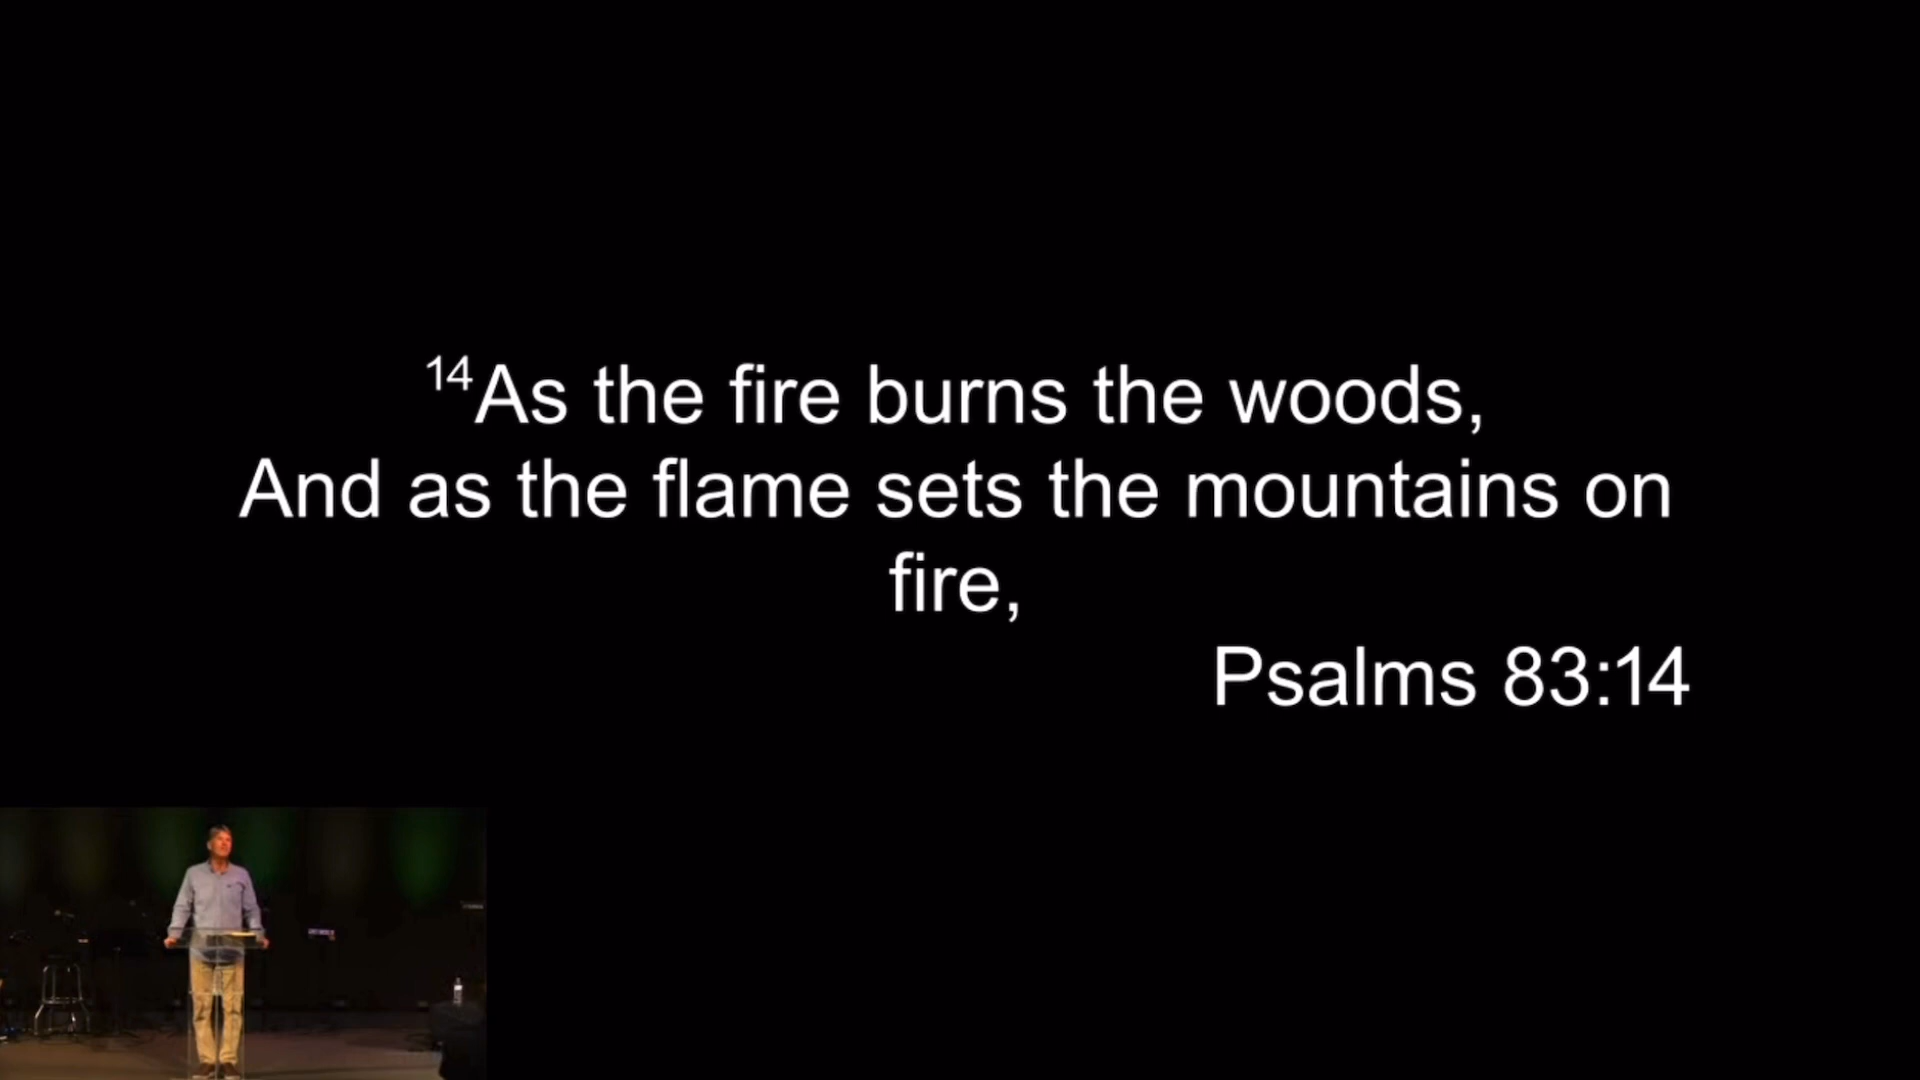 14As the fire burns the woods,
And as the flame sets the mountains on
fire,
Psalms 83:14